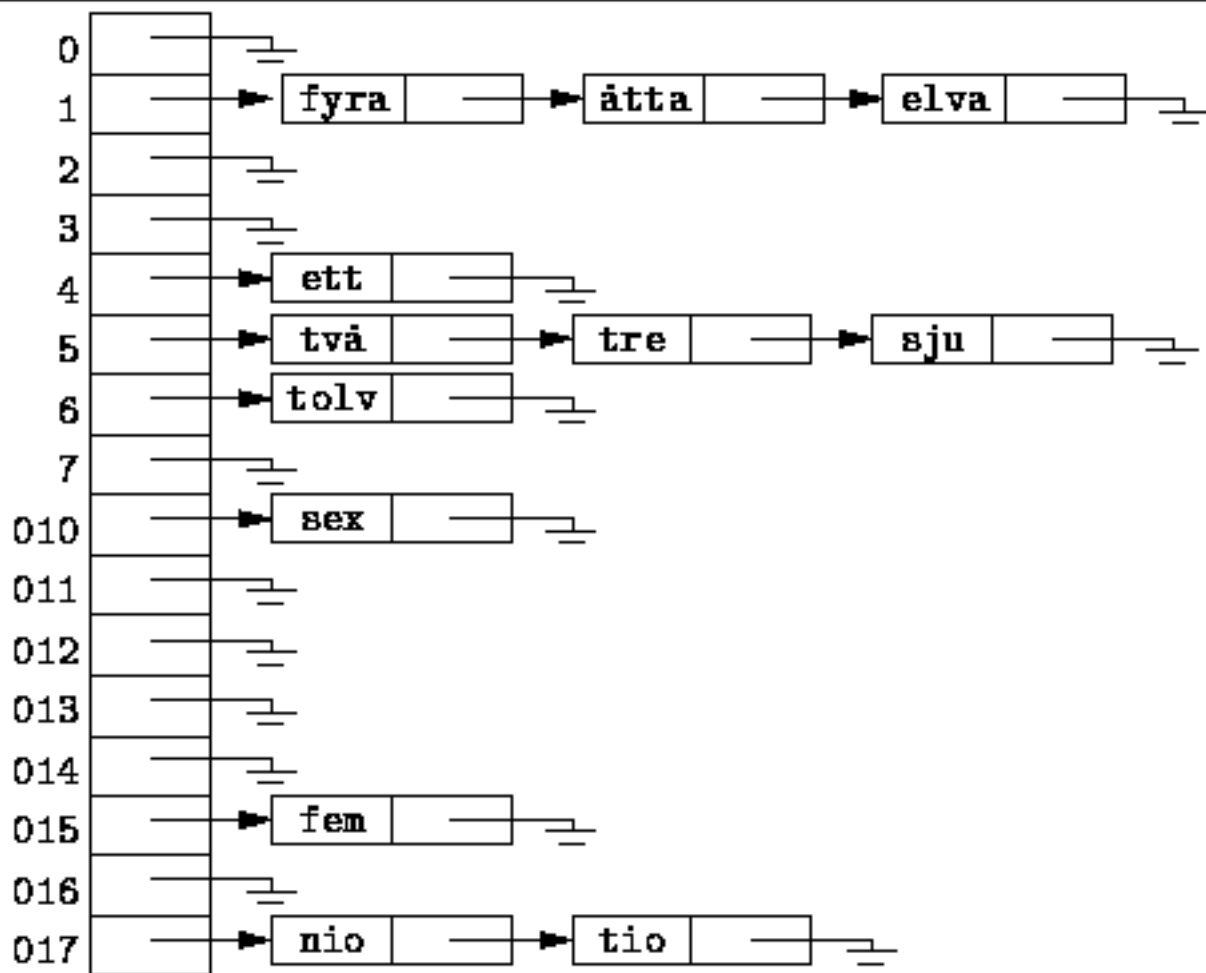 0
1 fyra åtta elva
2
3
4 ett
5 två tre sju
6 tolv
7
010 sex
011
012
013
014
015 fem
016
017 nio tio